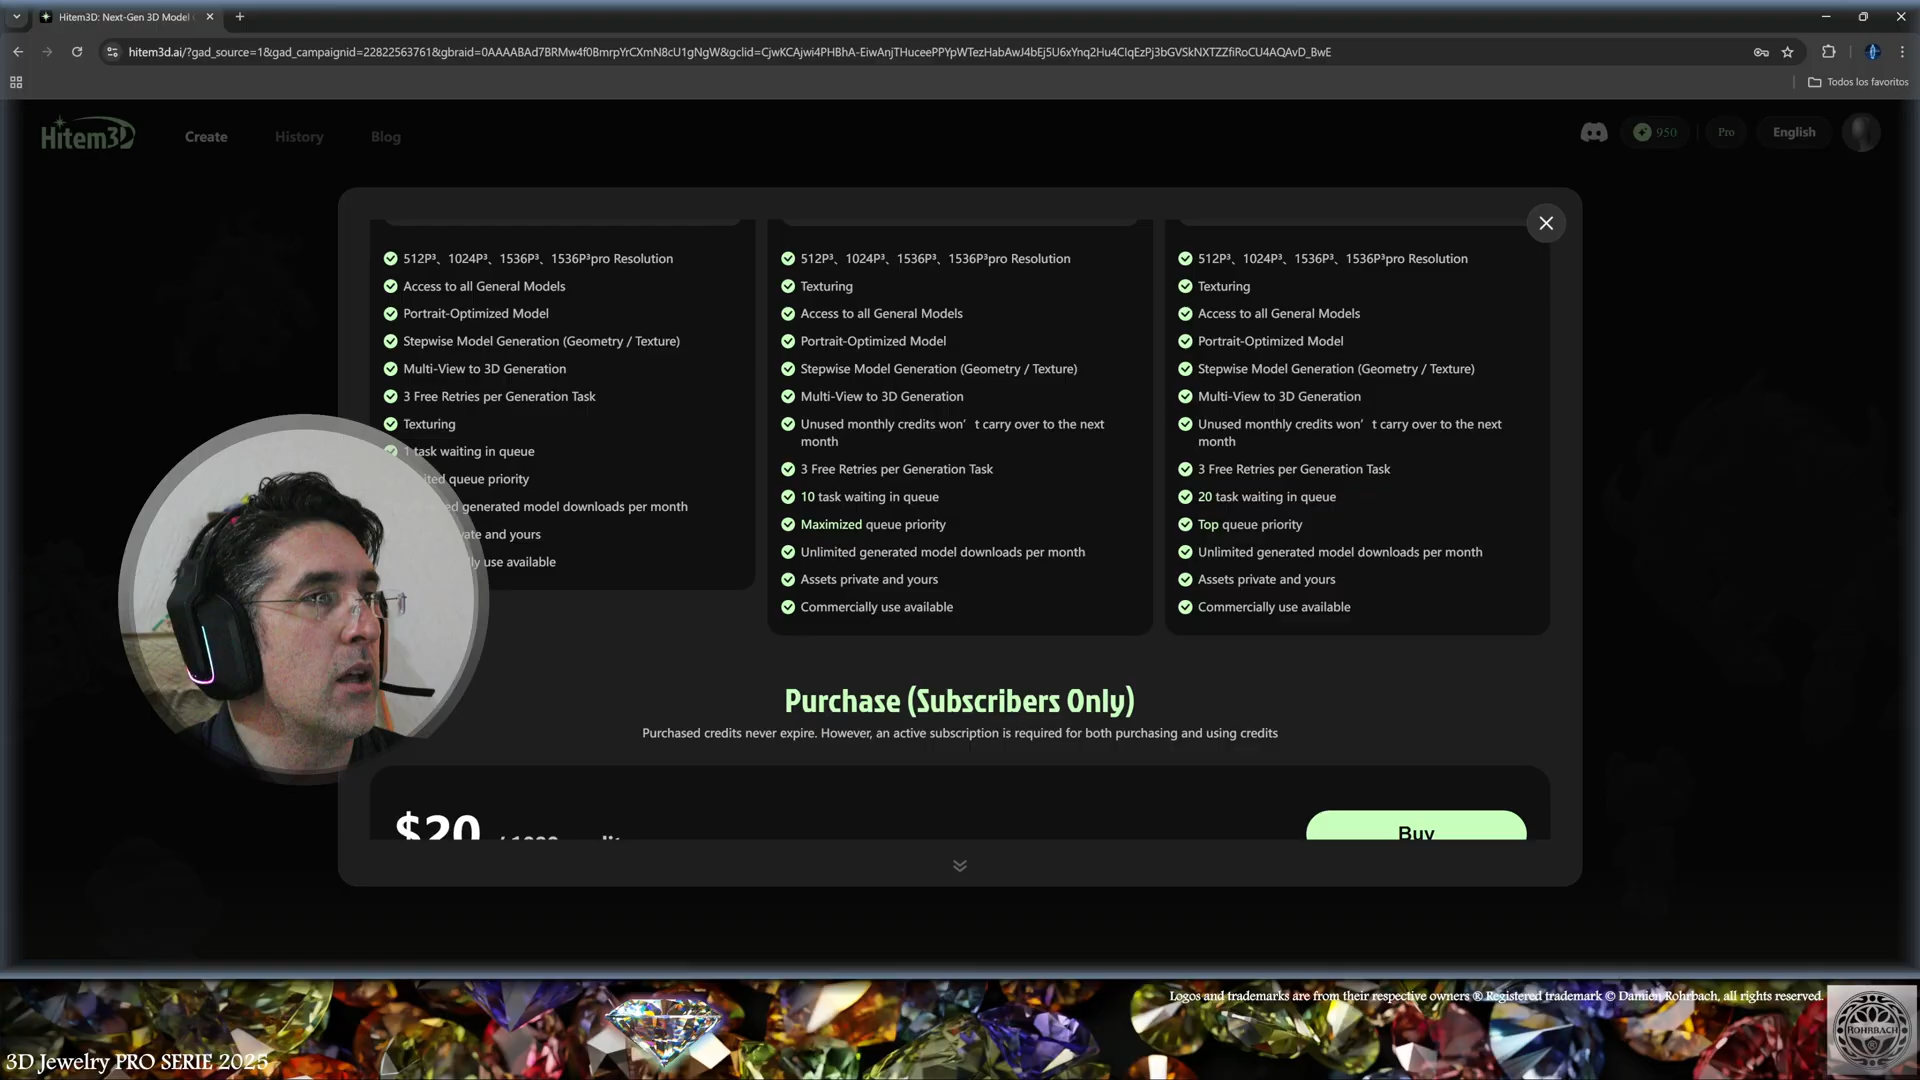 Hitem3D: Next-Gen 3D Model
hitem3d.ai/?gad_source=1&gad_campaignid=22822563761&gbraid=0AAAABAd7BRMw4f0BmrpYrCXmN8cU1gNgW&gclid=CjwKCAjwi4PHBhA-EiwAnjTHuceePPYpWTezHabAwJ4bEj5U6xYnq2Hu4ClqEzPj3bGVSkNXTZZfiRoCU4AQAvD_BwE
Todos los favoritos
Hitem3D
Create
History
Blog
950
Pro
English
512P³、1024P³、1536P³、1536P³pro Resolution
Access to all General Models
Portrait-Optimized Model
Stepwise Model Generation (Geometry / Texture)
Multi-View to 3D Generation
3 Free Retries per Generation Task
Texturing
1 task waiting in queue
queue priority
generated model downloads per month
and yours
use available
512P³、1024P³、1536P³、1536P³pro Resolution
Texturing
Access to all General Models
Portrait-Optimized Model
Stepwise Model Generation (Geometry / Texture)
Multi-View to 3D Generation
Unused monthly credits won’t carry over to the next
month
3 Free Retries per Generation Task
10 task waiting in queue
Maximized queue priority
Unlimited generated model downloads per month
Assets private and yours
Commercially use available
512P³、1024P³、1536P³、1536P³pro Resolution
Texturing
Access to all General Models
Portrait-Optimized Model
Stepwise Model Generation (Geometry / Texture)
Multi-View to 3D Generation
Unused monthly credits won’t carry over to the next
month
3 Free Retries per Generation Task
20 task waiting in queue
Top queue priority
Unlimited generated model downloads per month
Assets private and yours
Commercially use available
Purchase (Subscribers Only)
Purchased credits never expire. However, an active subscription is required for both purchasing and using credits
$20
Buy
Logos and trademarks are from their respective owners ® Registered trademark © Damien Rohrbach, all rights reserved.
ROHRBACH
3D Jewelry PRO SERIE 2025